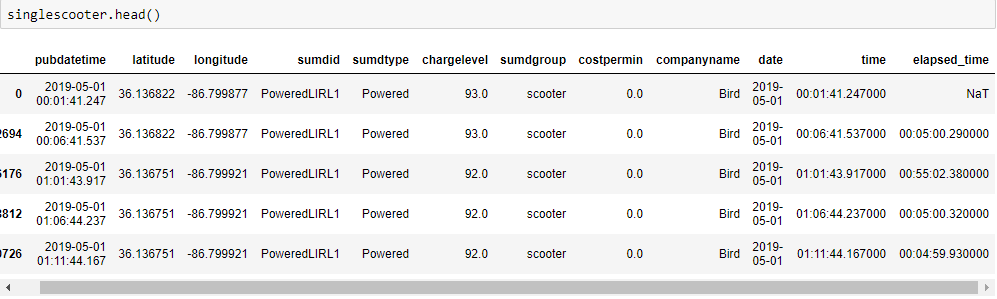 singlescooter.head()
pubdatetime latitude longitude sumdid sumdtype chargelevel sumdgroup costpermin companyname date time elapsed_time
0 2019-05-01 00:01:41.247 36.136822 -86.799877 PoweredLIRL1 Powered 93.0 scooter 0.0 Bird 2019-05-01 00:01:41.247000 NaT
2694 2019-05-01 00:06:41.537 36.136822 -86.799877 PoweredLIRL1 Powered 93.0 scooter 0.0 Bird 2019-05-01 00:06:41.537000 00:05:00.290000
6176 2019-05-01 01:01:43.917 36.136751 -86.799921 PoweredLIRL1 Powered 92.0 scooter 0.0 Bird 2019-05-01 01:01:43.917000 00:55:02.380000
3812 2019-05-01 01:06:44.237 36.136751 -86.799921 PoweredLIRL1 Powered 92.0 scooter 0.0 Bird 2019-05-01 01:06:44.237000 00:05:00.320000
0726 2019-05-01 01:11:44.167 36.136751 -86.799921 PoweredLIRL1 Powered 92.0 scooter 0.0 Bird 2019-05-01 01:11:44.167000 00:04:59.930000